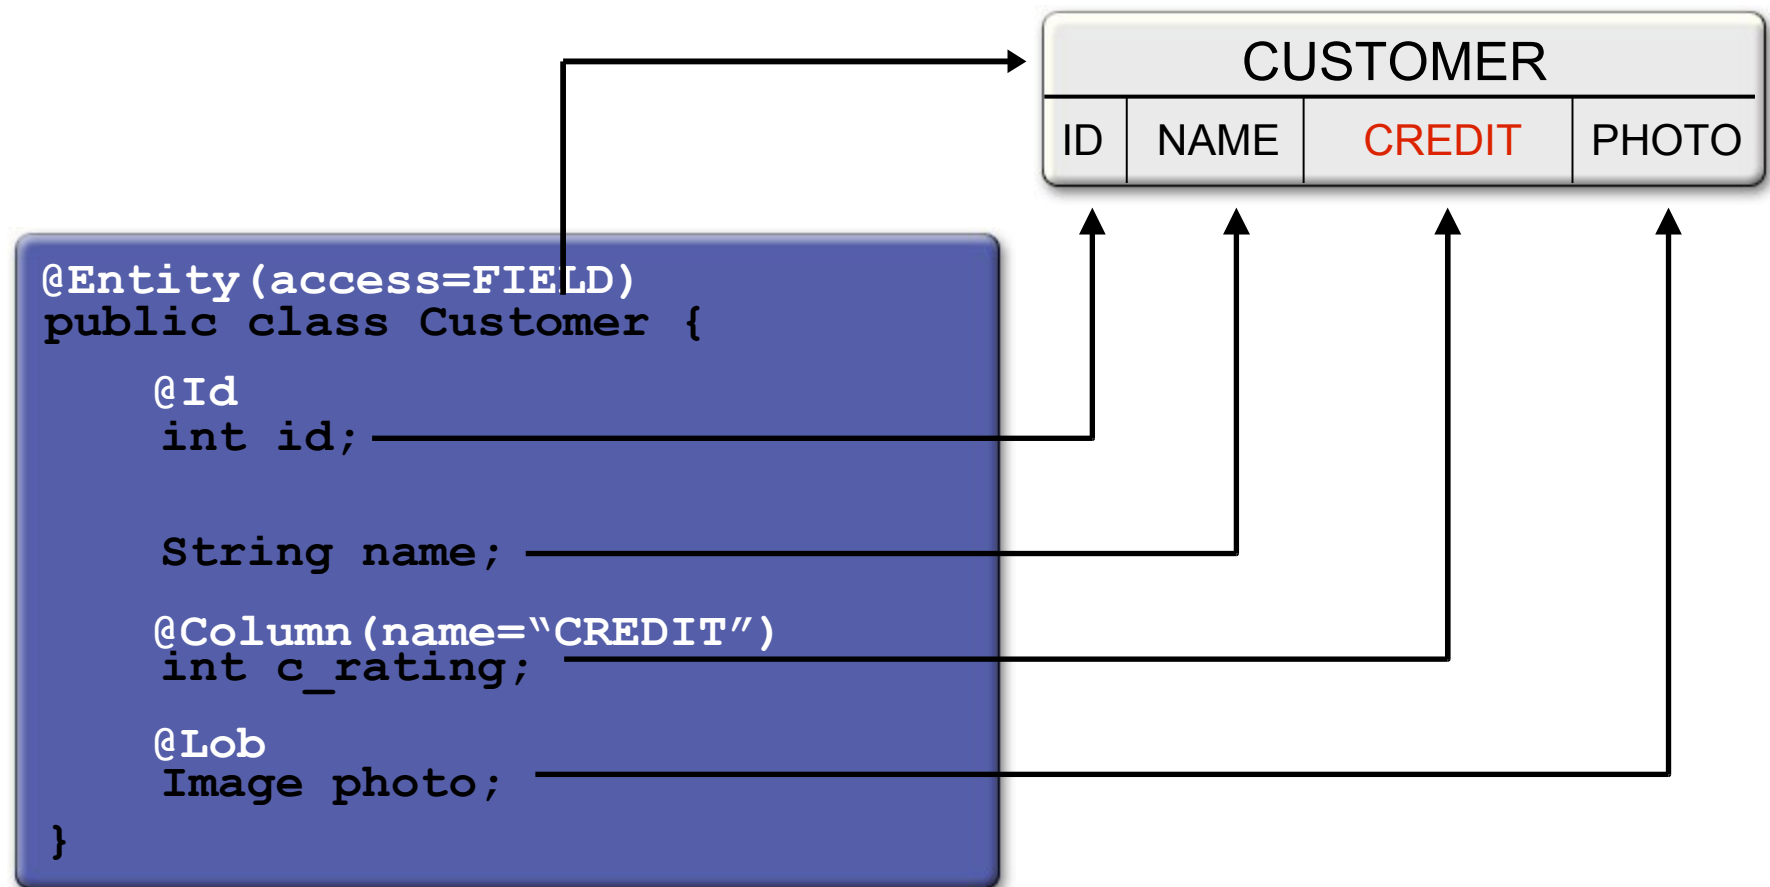 CUSTOMER
ID NAME CREDIT PHOTO
@Entity(access=FIELD)
public class Customer {
@Id
int id;
String name;
@Column(name=“CREDIT”)
int c_rating;
@Lob
Image photo;
}